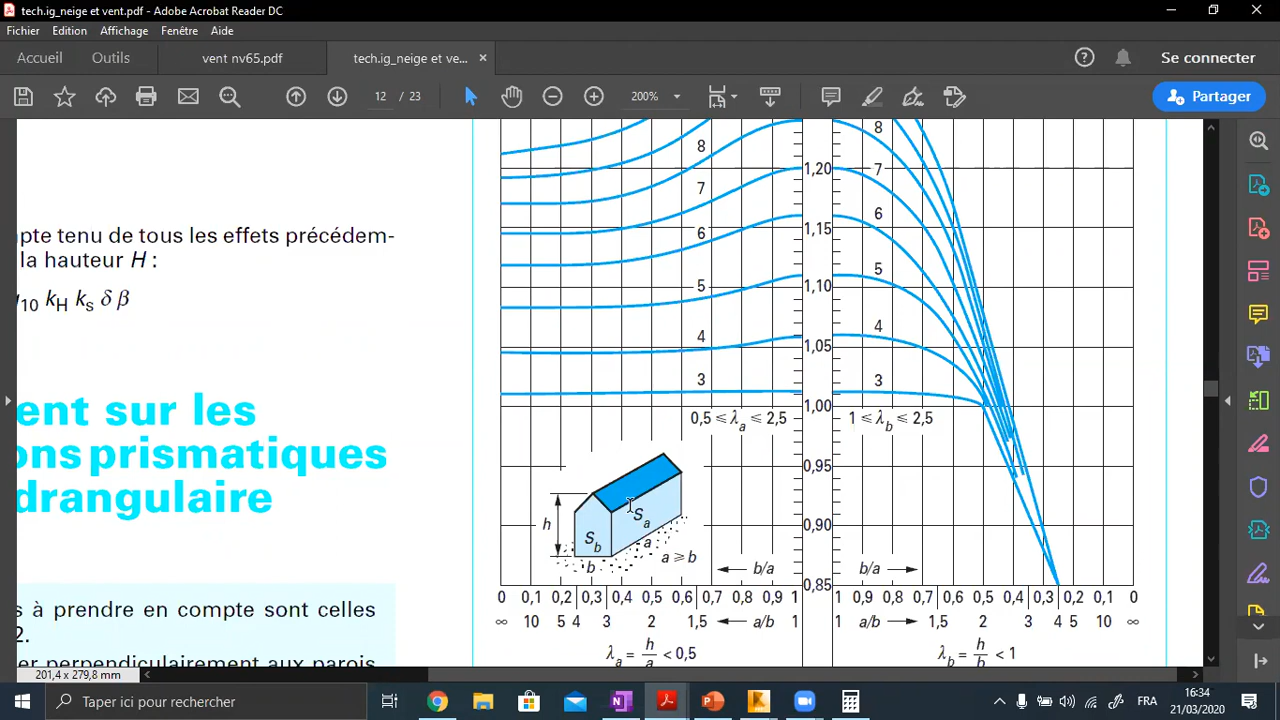 tech.ig_neige et vent.pdf - Adobe Acrobat Reader DC
Fichier Edition Affichage Fenêtre Aide
Accueil Outils vent nv65.pdf tech.ig_neige et ve... × Se connecter
12 / 23 200% Partager
pte tenu de tous les effets précédem-
la hauteur H :
10 kH ks δ β
ent sur les
ons prismatiques
drangulaire
s à prendre en compte sont celles
2.
er perpendiculairement aux parois
8 8
7 1,20 7
6 1,15 6
5 1,10 5
4 1,05 4
3 3
1,00
0,5 ≤ λa ≤ 2,5 1 ≤ λb ≤ 2,5
0,95
0,90
0,85
h Sb Sa a b a ≥ b
b/a b/a
0 0,1 0,2 0,3 0,4 0,5 0,6 0,7 0,8 0,9 1 1 0,9 0,8 0,7 0,6 0,5 0,4 0,3 0,2 0,1 0
∞ 10 5 4 3 2 1,5 a/b 1 1 a/b 1,5 2 3 4 5 10 ∞
λa = h/a < 0,5 λb = h/b < 1
201,4 x 279,8 mm
Taper ici pour rechercher
FRA
16:34
21/03/2020